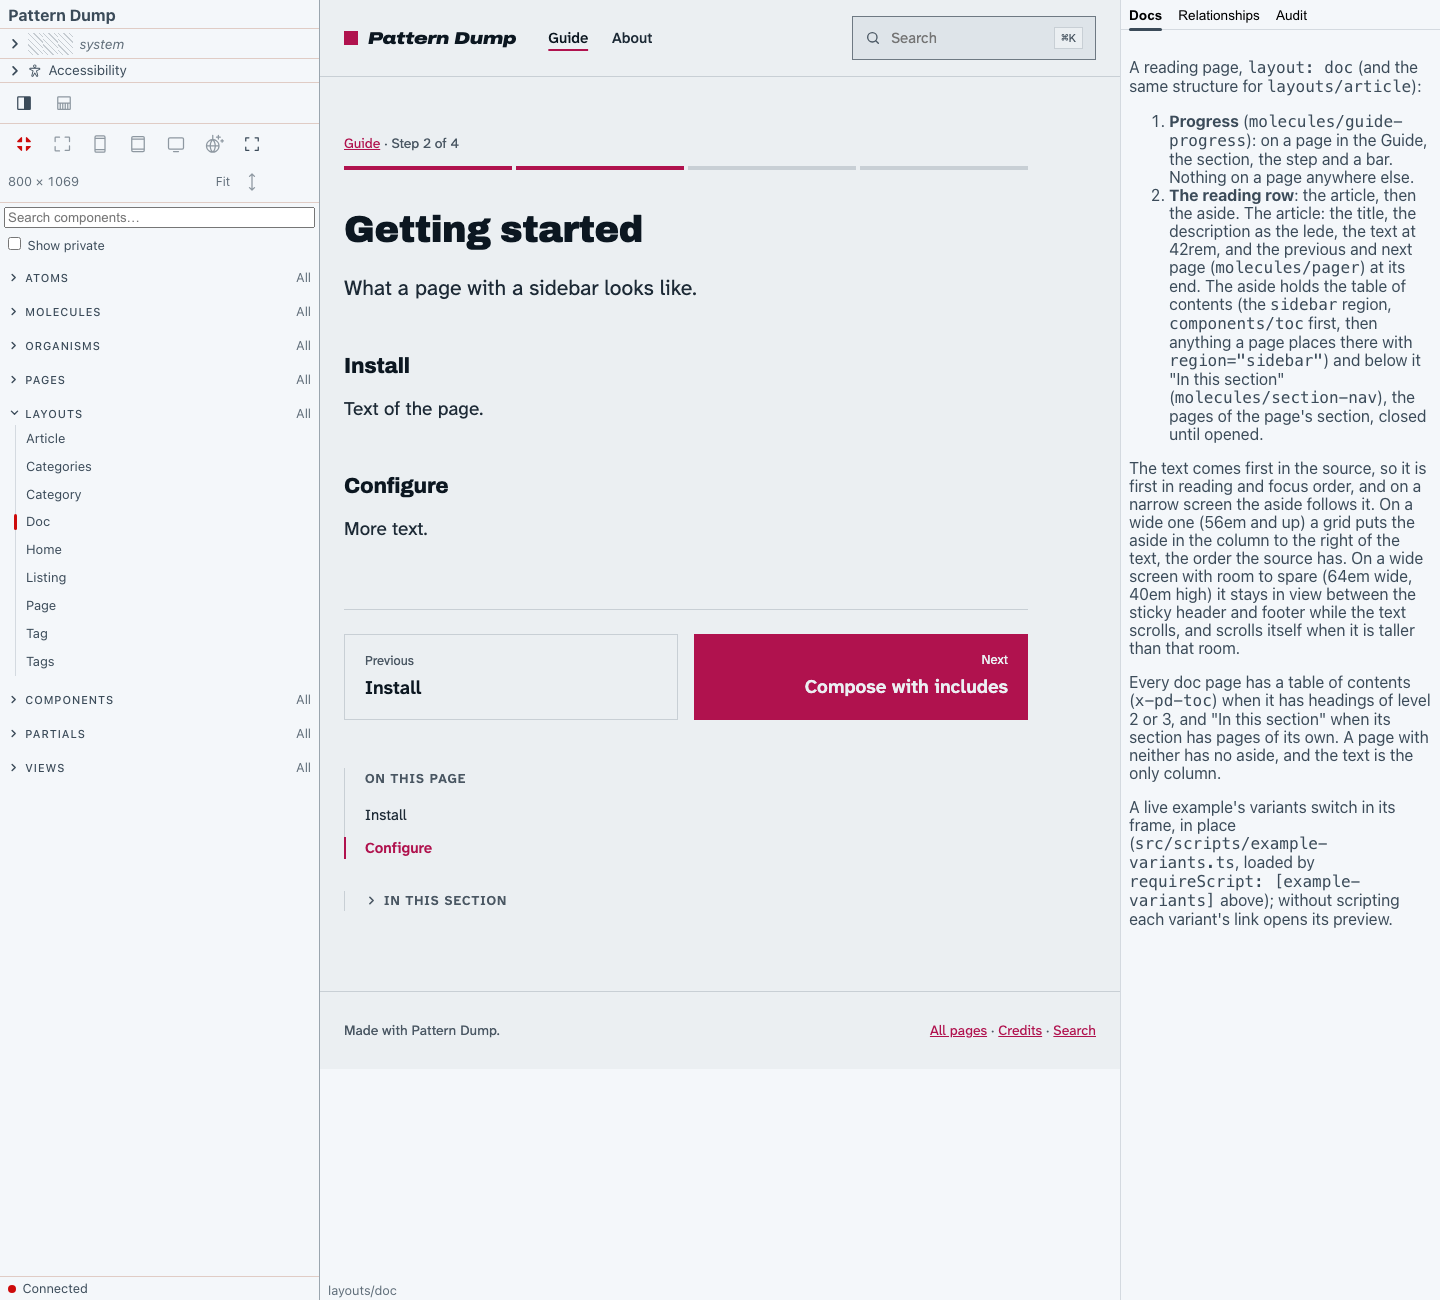 Pattern Dump
system
Accessibility
800 × 1069
Fit
Search components...
Show private
ATOMS All
MOLECULES All
ORGANISMS All
PAGES All
LAYOUTS All
Article
Categories
Category
Doc
Home
Listing
Page
Tag
Tags
COMPONENTS All
PARTIALS All
VIEWS All
Connected
Pattern Dump Guide About Search ⌘K
Guide · Step 2 of 4
Getting started
What a page with a sidebar looks like.
Install
Text of the page.
Configure
More text.
Previous
Install
Next
Compose with includes
ON THIS PAGE
Install
Configure
IN THIS SECTION
Made with Pattern Dump.
All pages · Credits · Search
layouts/doc
Docs Relationships Audit
A reading page, layout: doc (and the
same structure for layouts/article):
1. Progress (molecules/guide-
progress): on a page in the Guide,
the section, the step and a bar.
Nothing on a page anywhere else.
2. The reading row: the article, then
the aside. The article: the title, the
description as the lede, the text at
42rem, and the previous and next
page (molecules/pager) at its
end. The aside holds the table of
contents (the sidebar region,
components/toc first, then
anything a page places there with
region="sidebar") and below it
"In this section"
(molecules/section-nav), the
pages of the page's section, closed
until opened.
The text comes first in the source, so it is
first in reading and focus order, and on a
narrow screen the aside follows it. On a
wide one (56em and up) a grid puts the
aside in the column to the right of the
text, the order the source has. On a wide
screen with room to spare (64em wide,
40em high) it stays in view between the
sticky header and footer while the text
scrolls, and scrolls itself when it is taller
than that room.
Every doc page has a table of contents
(x-pd-toc) when it has headings of level
2 or 3, and "In this section" when its
section has pages of its own. A page with
neither has no aside, and the text is the
only column.
A live example's variants switch in its
frame, in place
(src/scripts/example-
variants.ts, loaded by
requireScript: [example-
variants] above); without scripting
each variant's link opens its preview.